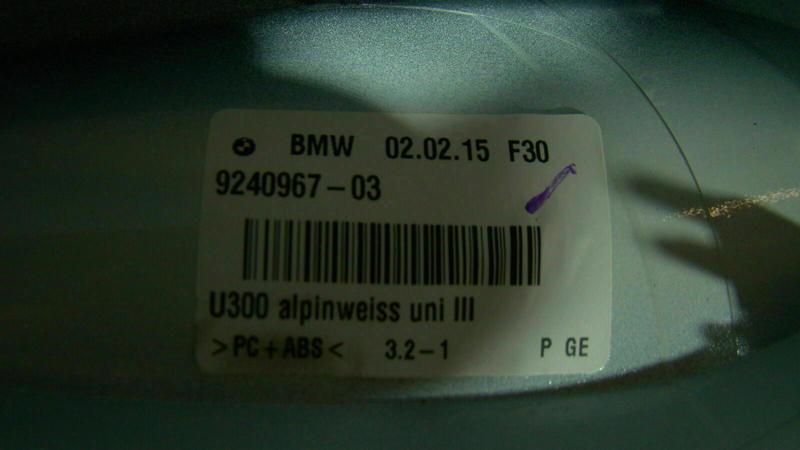 BMW 02.02.15 F30
9240967-03
U300 alpinweiss uni III
>PC+ABS< 3.2-1 P GE